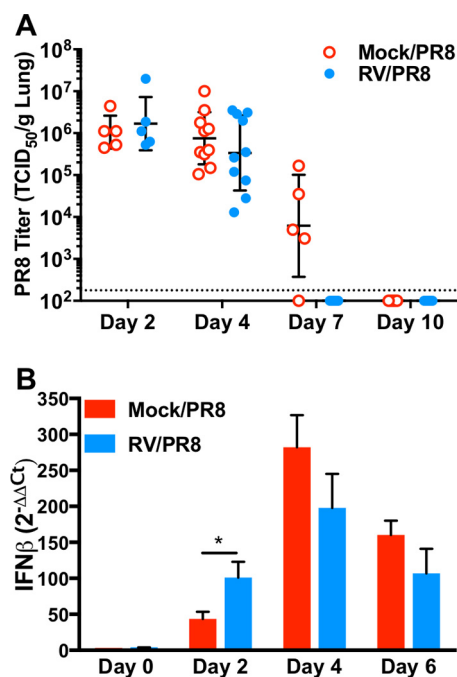 A
Mock/PR8
RV/PR8
PR8 Titer (TCID50/g Lung)
10^7
10^6
10^5
10^4
10^3
10^2
Day 2 Day 4 Day 7 Day 10
B
Mock/PR8
RV/PR8
IFNβ (2^-ΔΔCt)
350
300
250
200
150
100
50
0
*
Day 0 Day 2 Day 4 Day 6